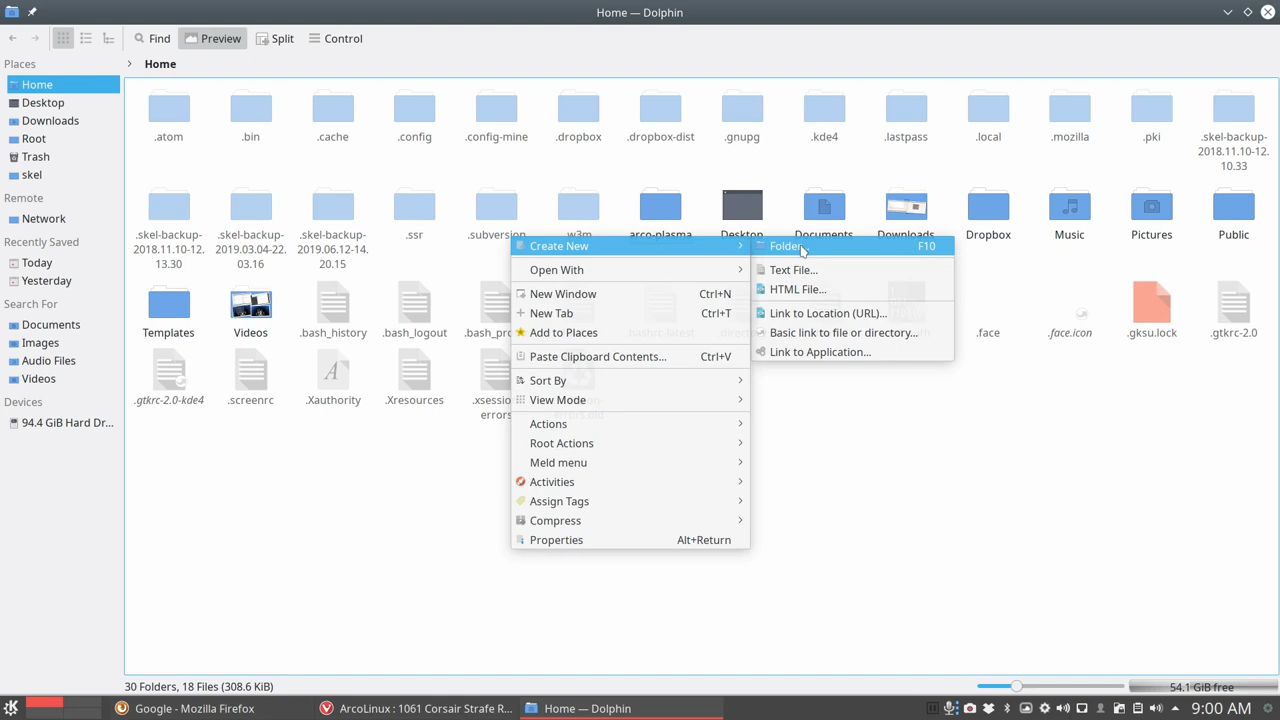 Home — Dolphin
Find
Preview
Split
Control
Places
Home
Home
Desktop
Downloads
Root
Trash
skel
Remote
Network
Recently Saved
Today
Yesterday
Search For
Documents
Images
Audio Files
Videos
Devices
94.4 GiB Hard Dr...
.atom
.bin
.cache
.config
.config-mine
.dropbox
.dropbox-dist
.gnupg
.kde4
.lastpass
.local
.mozilla
.pki
.skel-backup-
2018.11.10-12.
10.33
.skel-backup-
2018.11.10-12.
13.30
.skel-backup-
2019.03.04-22.
03.16
.skel-backup-
2019.06.12-14.
20.15
.ssr
.subversion
.w3m
arco-plasma
Desktop
Documents
Downloads
Dropbox
Music
Pictures
Public
Templates
Videos
.bash_history
.bash_logout
.bash_pro
.face
.face.icon
.gksu.lock
.gtkrc-2.0
.gtkrc-2.0-kde4
.screenrc
.Xauthority
.Xresources
.xsession
errors
Create New
Open With
New Window Ctrl+N
New Tab Ctrl+T
Add to Places
Paste Clipboard Contents... Ctrl+V
Sort By
View Mode
Actions
Root Actions
Meld menu
Activities
Assign Tags
Compress
Properties Alt+Return
Folder... F10
Text File...
HTML File...
Link to Location (URL)...
Basic link to file or directory...
Link to Application...
30 Folders, 18 Files (308.6 KiB)
54.1 GiB free
Google - Mozilla Firefox
ArcoLinux : 1061 Corsair Strafe R...
Home — Dolphin
9:00 AM